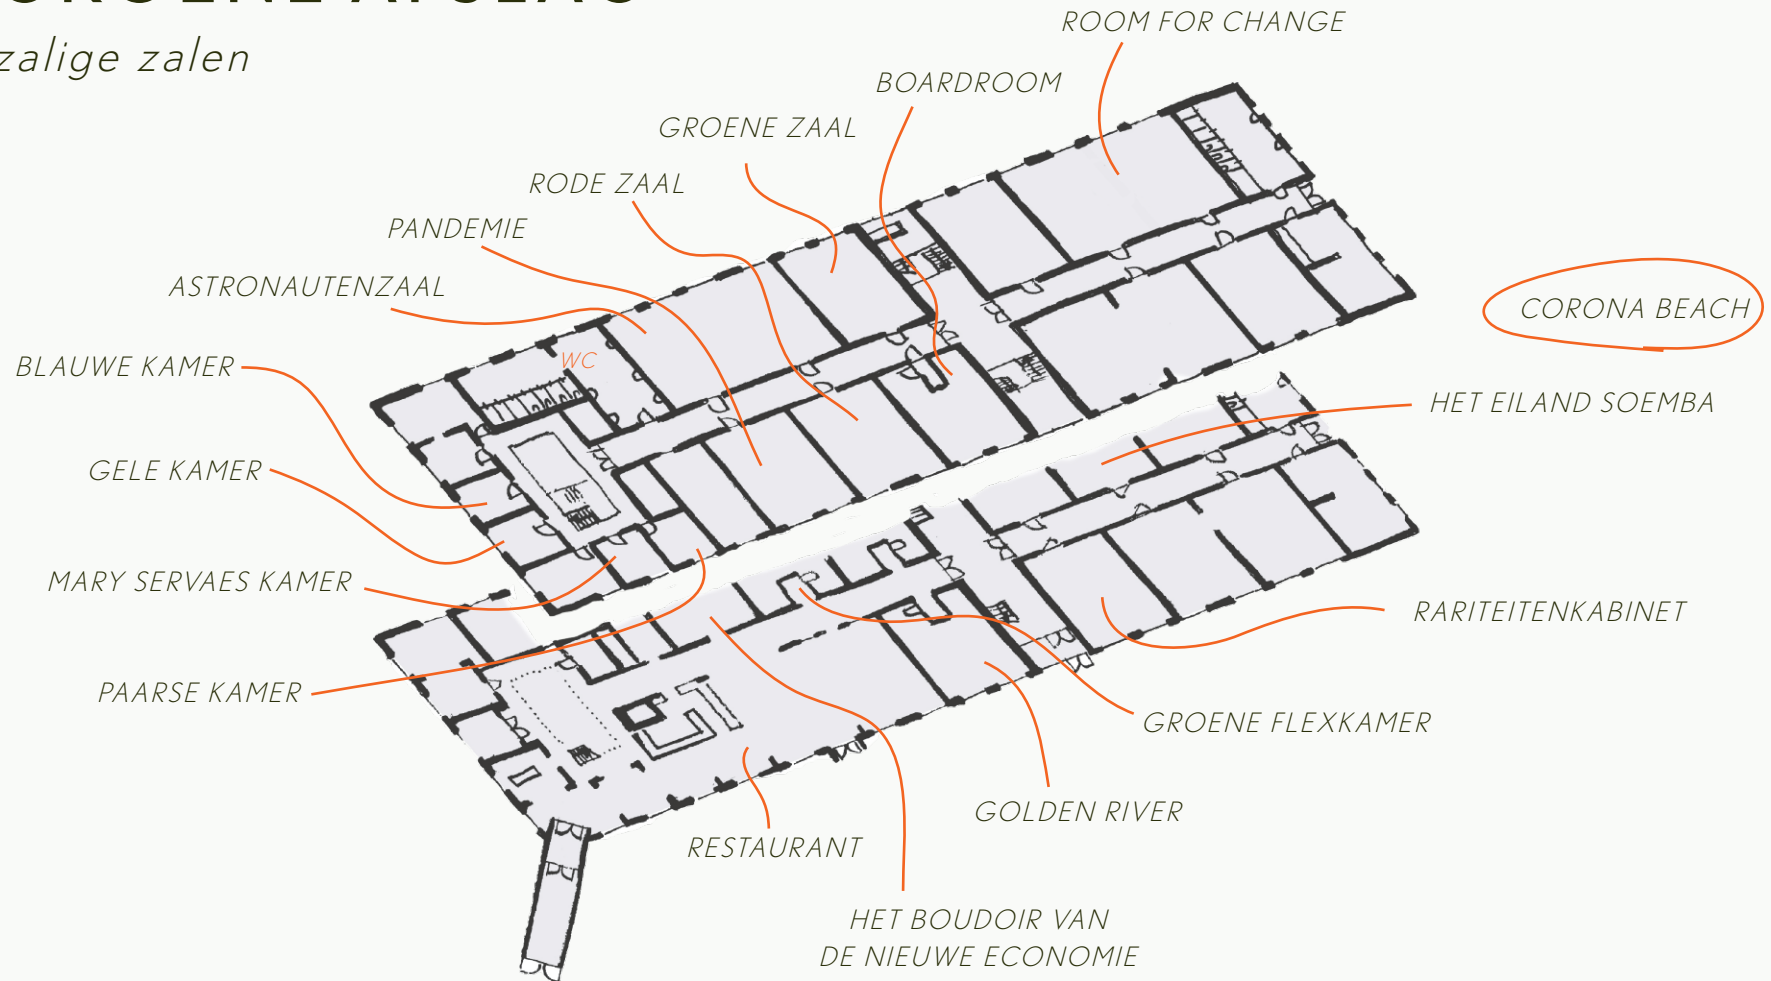 zalige zalen
ROOM FOR CHANGE
BOARDROOM
GROENE ZAAL
RODE ZAAL
PANDEMIE
ASTRONAUTENZAAL
CORONA BEACH
WC
BLAUWE KAMER
HET EILAND SOEMBA
GELE KAMER
MARY SERVAES KAMER
RARITEITENKABINET
PAARSE KAMER
GROENE FLEXKAMER
GOLDEN RIVER
RESTAURANT
HET BOUDOIR VAN
DE NIEUWE ECONOMIE